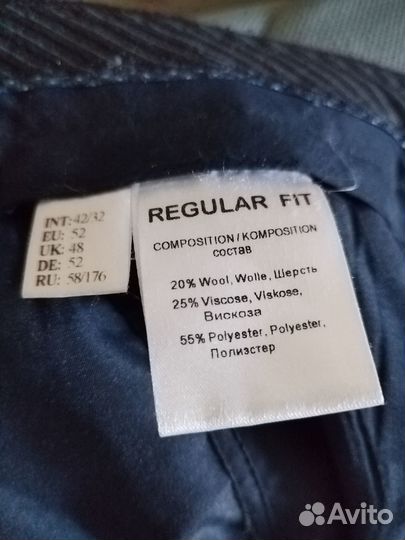 INT: 42/32
EU: 52
UK: 48
DE: 52
RU: 58/176
REGULAR FIT
COMPOSITION / KOMPOSITION
состав
20% Wool, Wolle, Шерсть
25% Viscose, Viskose,
Вискоза
55% Polyester, Polyester,
Полиэстер
Avito